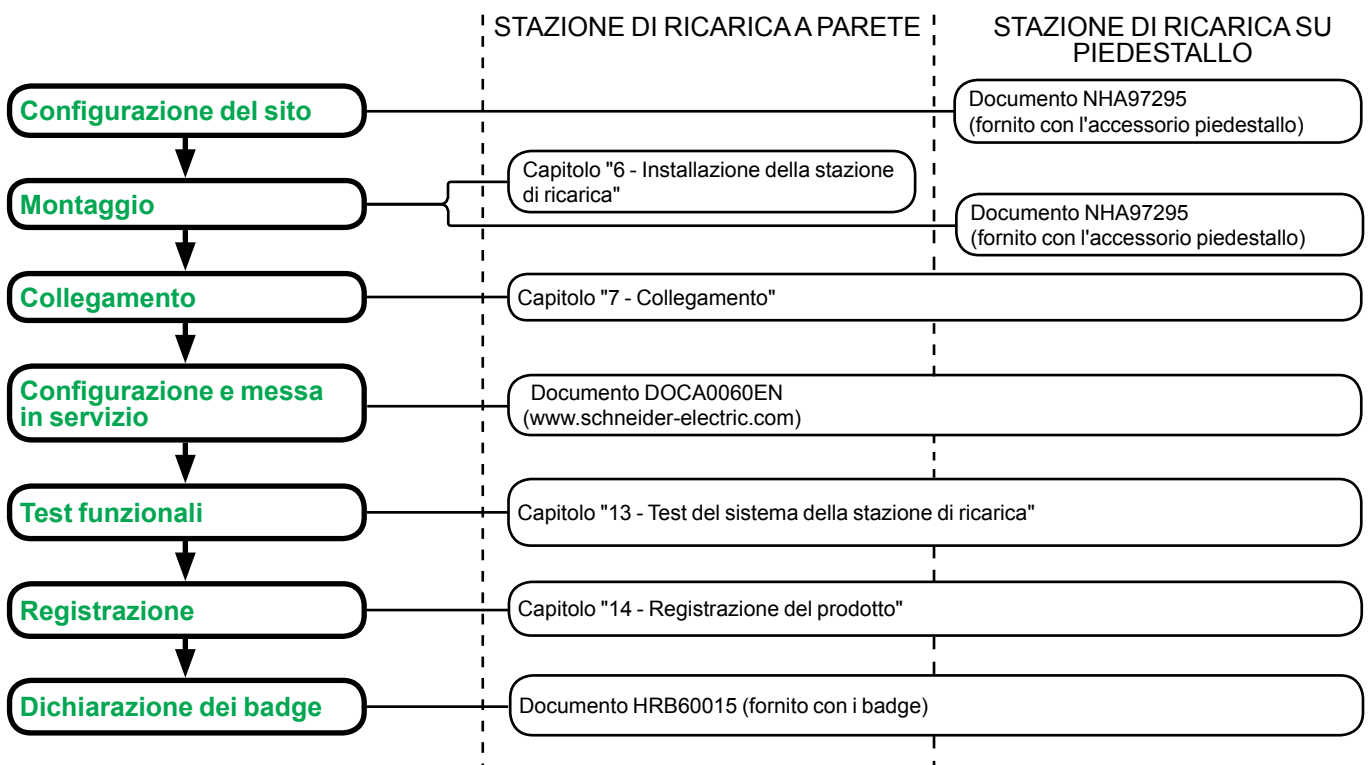 STAZIONE DI RICARICA A PARETE
STAZIONE DI RICARICA SU
PIEDESTALLO
Configurazione del sito
Documento NHA97295
(fornito con l'accessorio piedestallo)
Montaggio
Capitolo "6 - Installazione della stazione
di ricarica"
Documento NHA97295
(fornito con l'accessorio piedestallo)
Collegamento
Capitolo "7 - Collegamento"
Configurazione e messa
in servizio
Documento DOCA0060EN
(www.schneider-electric.com)
Test funzionali
Capitolo "13 - Test del sistema della stazione di ricarica"
Registrazione
Capitolo "14 - Registrazione del prodotto"
Dichiarazione dei badge
Documento HRB60015 (fornito con i badge)